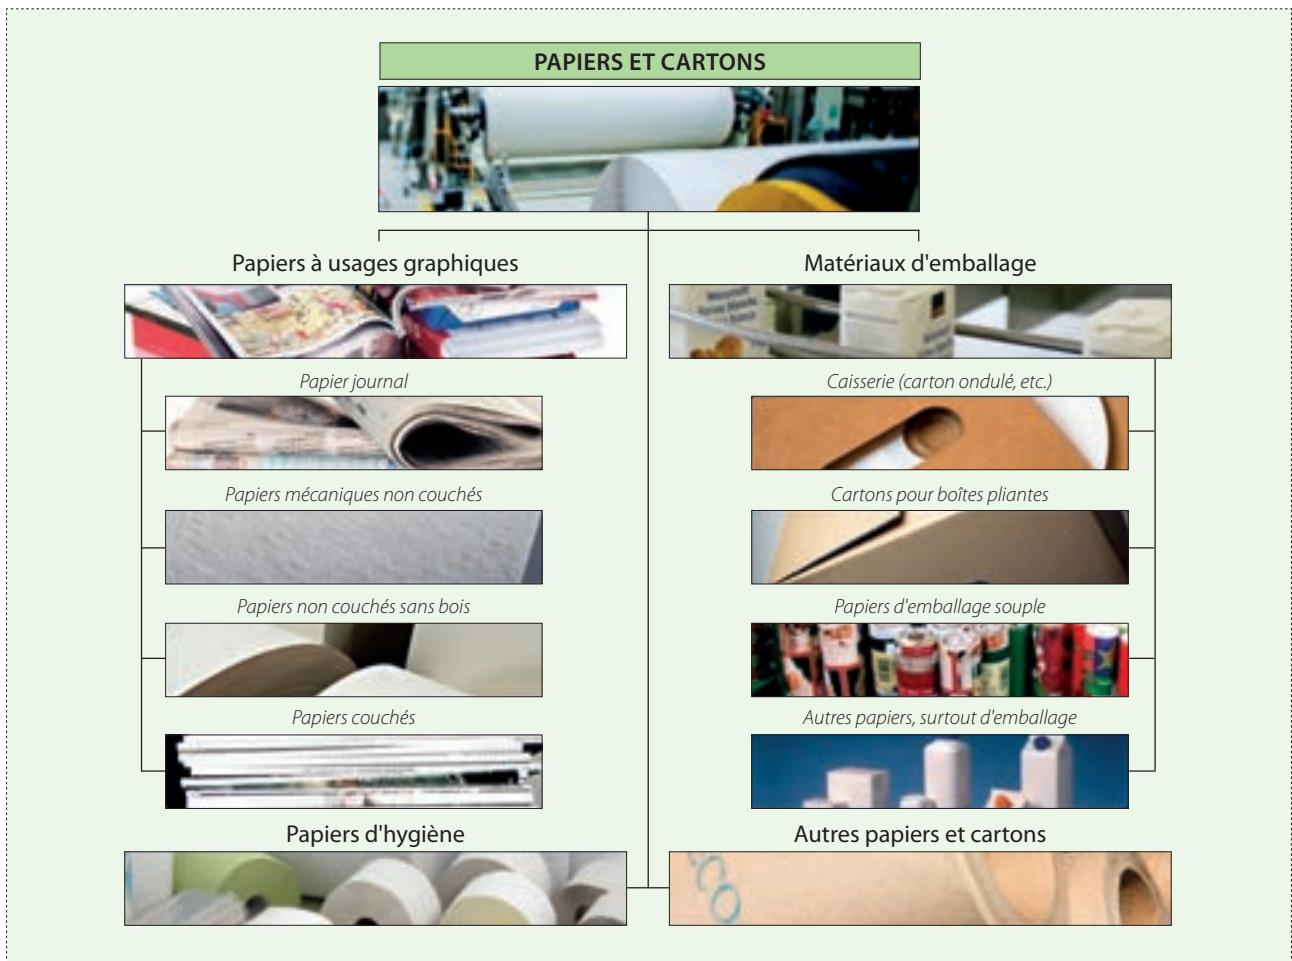 PAPIERS ET CARTONS
Papiers à usages graphiques
Papier journal
Papiers mécaniques non couchés
Papiers non couchés sans bois
Papiers couchés
Matériaux d'emballage
Caisserie (carton ondulé, etc.)
Cartons pour boîtes pliantes
Papiers d'emballage souple
Autres papiers, surtout d'emballage
Papiers d'hygiène
Autres papiers et cartons